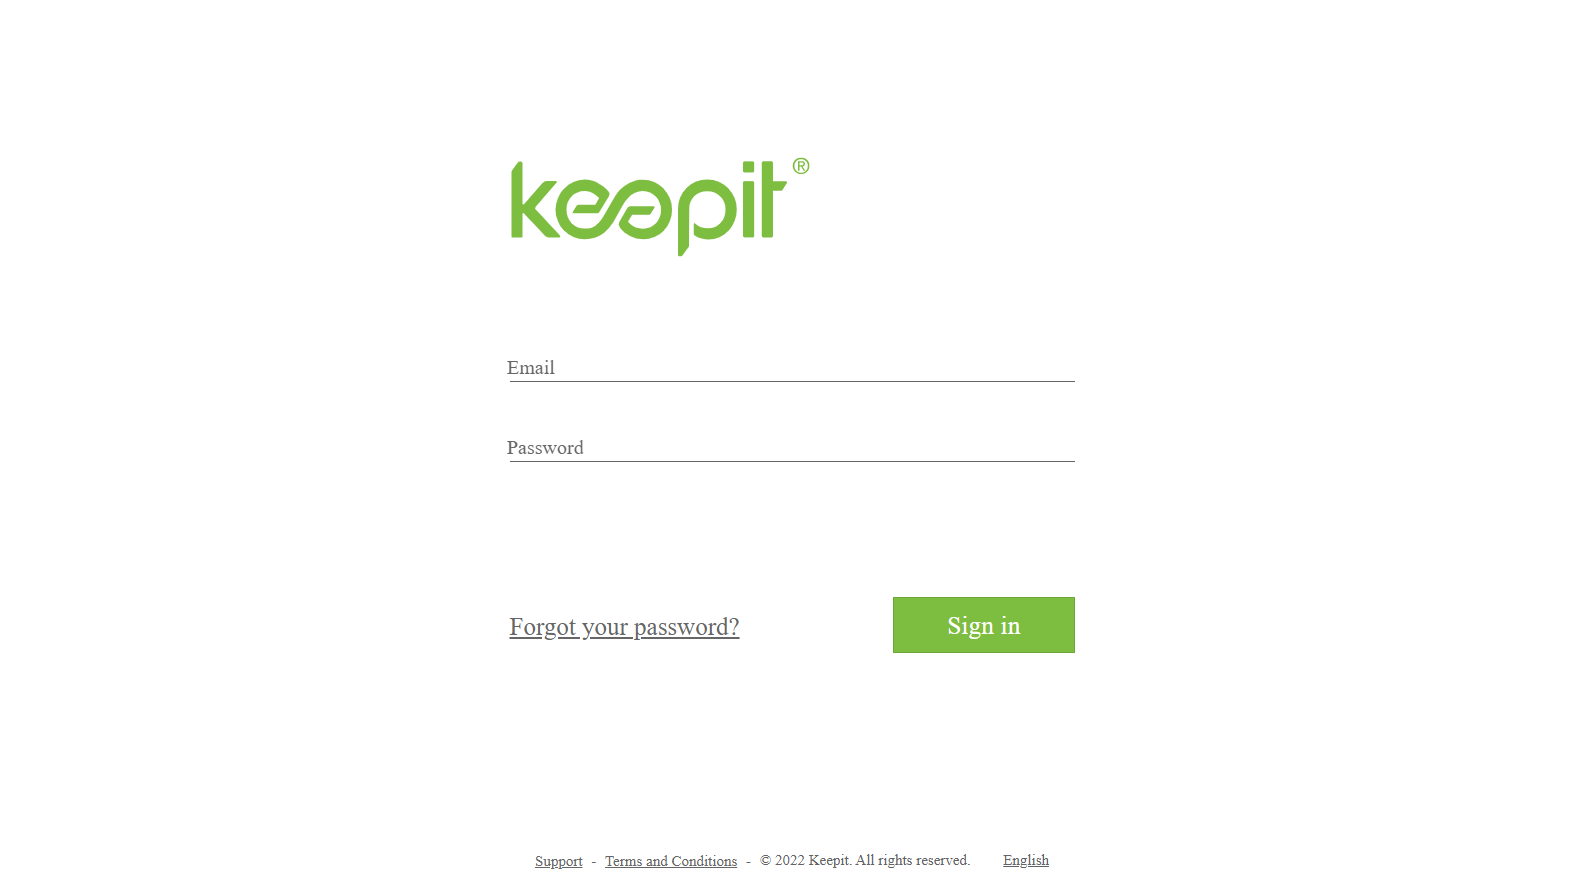 keepit®
Email
Password
Forgot your password?
Sign in
Support - Terms and Conditions - © 2022 Keepit. All rights reserved. English